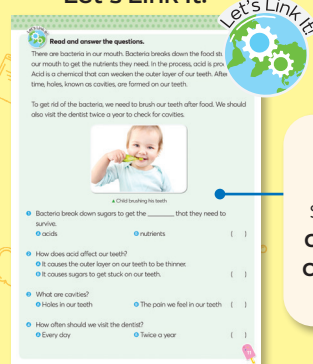 Let's Link It!
Let's Link It!
Read and answer the questions.
There are bacteria in our mouth. Bacteria breaks down the food
our mouth to get the nutrients they need. In the process, acid is
Acid is a chemical that can weaken the outer layer of our teeth. After
time, holes, known as cavities, are formed on our teeth.
To get rid of the bacteria, we need to brush our teeth after food. We should
also visit the dentist twice a year to check for cavities.
Child brushing his teeth
1 Bacteria break down sugars to get the ________ that they need to
survive.
acids nutrients ( )
2 How does acid affect our teeth?
It causes the outer layer on our teeth to be thinner.
It causes sugars to get stuck on our teeth. ( )
3 What are cavities?
Holes in our teeth The pain we feel in our teeth ( )
4 How often should we visit the dentist?
Every day Twice a year ( )
11